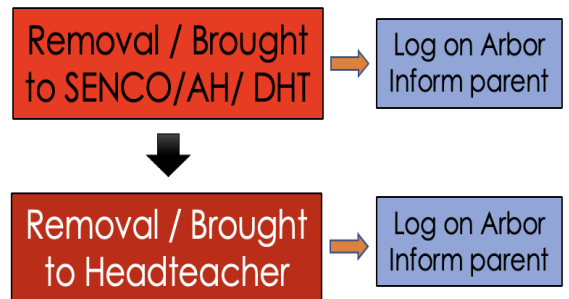 Removal / Brought
to SENCO/AH/ DHT
Log on Arbor
Inform parent
Removal / Brought
to Headteacher
Log on Arbor
Inform parent